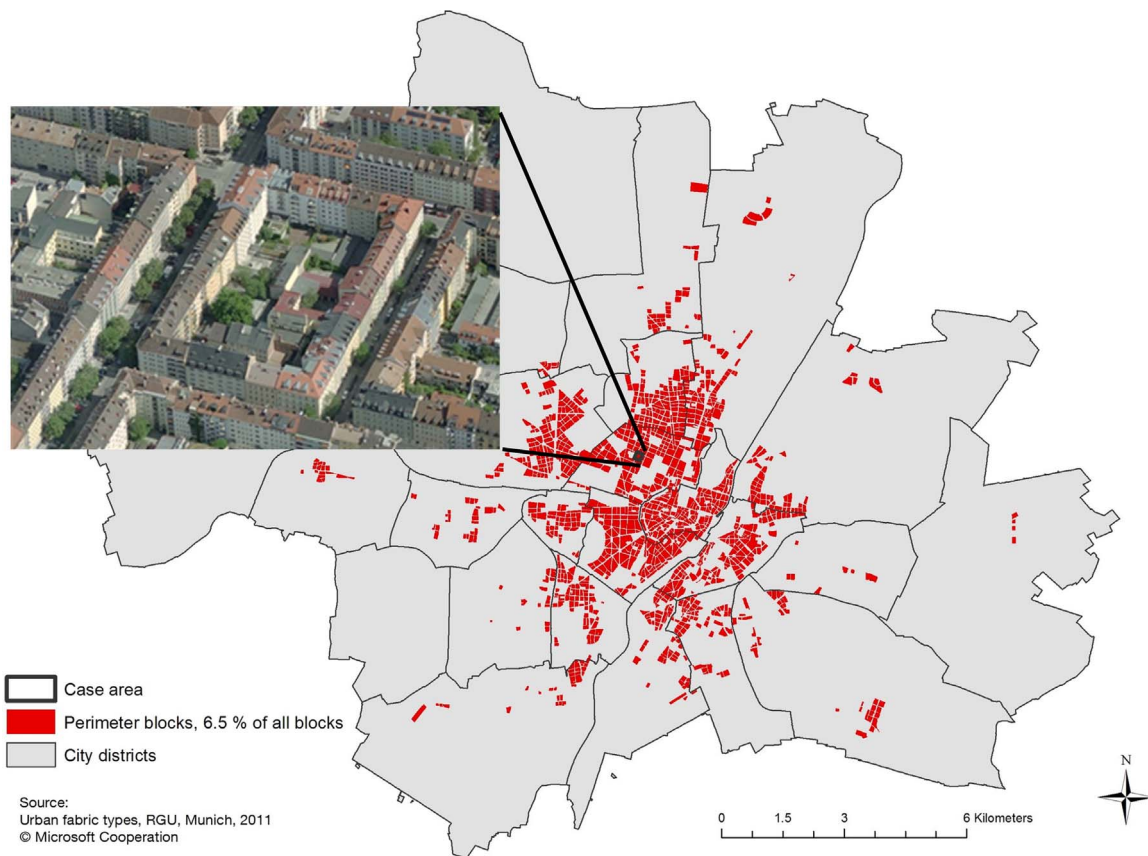 Case area
Perimeter blocks, 6.5 % of all blocks
City districts
Source:
Urban fabric types, RGU, Munich, 2011
© Microsoft Cooperation
N
0 1.5 3 6 Kilometers